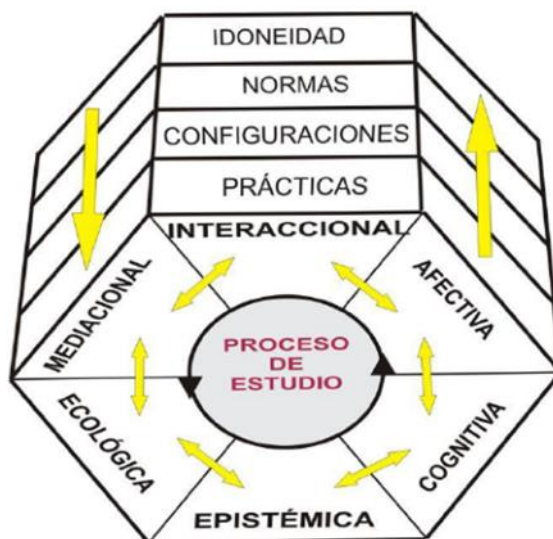 IDONEIDAD
NORMAS
CONFIGURACIONES
PRÁCTICAS
INTERACCIONAL
MEDIACIONAL
AFECTIVA
PROCESO
DE
ESTUDIO
ECOLÓGICA
COGNITIVA
EPISTÉMICA